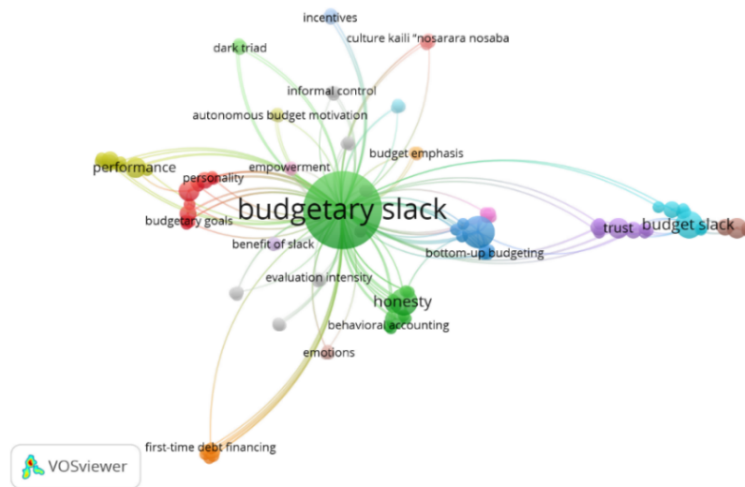 incentives
culture kaili "nosarara nosaba
dark triad
informal control
autonomous budget motivation
budget emphasis
performance
empowerment
personality
budgetary slack
budgetary goals
trust
budget slack
benefit of slack
bottom-up budgeting
evaluation intensity
honesty
behavioral accounting
emotions
first-time debt financing
VOSviewer